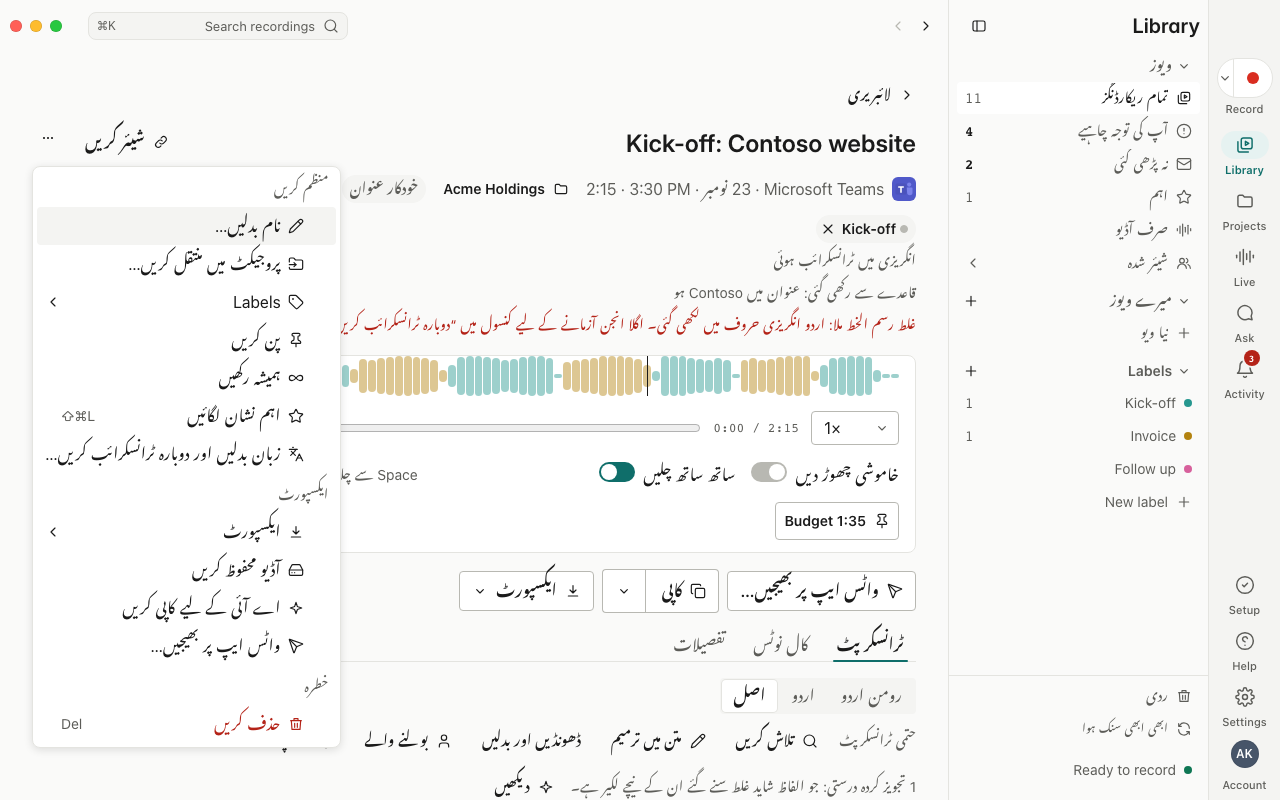 Library
Search recordings
⌘K
Record
Library
Projects
Live
Ask
3
Activity
Setup
Help
Settings
AK
Account
ویوز
تمام ریکارڈنگز 11
آپ کی توجہ چاہیے 4
نہ پڑھی گئی 2
اہم 1
صرف آڈیو
شیئر شدہ
میرے ویوز
نیا ویو
Labels
Kick-off 1
Invoice 1
Follow up
New label
ردی
ابھی ابھی سنک ہوا
Ready to record
لائبریری
Kick-off: Contoso website
شیئر کریں
...
Microsoft Teams · 23 نومبر · 3:30 PM · 2:15
Acme Holdings
خودکار عنوان
Kick-off
انگریزی میں ٹرانسکرائب ہوئی
قاعدے سے رکھی گئی: عنوان میں Contoso ہو
غلط رسم الخط ملا: اردو انگریزی حروف میں لکھی گئی۔ اگلا انجن آزمانے کے لیے کنسول میں "دوبارہ ٹرانسکرائب کریں
1×
0:00 / 2:15
خاموشی چھوڑ دیں
ساتھ ساتھ چلیں
Space سے
Budget 1:35
واٹس ایپ پر بھیجیں...
کاپی
ایکسپورٹ
ٹرانسکرپٹ
کال نوٹس
تفصیلات
رومن اردو
اردو
اصل
حتمی ٹرانسکرپٹ
تلاش کریں
متن میں ترمیم
ڈھونڈیں اور بدلیں
بولنے والے
1 تجویز کردہ درستی: جو الفاظ شاید غلط سنے گئے ان کے نیچے لکیر ہے۔
دیکھیں
منظم کریں
نام بدلیں...
پروجیکٹ میں منتقل کریں...
Labels
پن کریں
ہمیشہ رکھیں
اہم نشان لگائیں ⇧⌘L
زبان بدلیں اور دوبارہ ٹرانسکرائب کریں...
ایکسپورٹ
ایکسپورٹ
آڈیو محفوظ کریں
اے آئی کے لیے کاپی کریں
واٹس ایپ پر بھیجیں...
خطرہ
حذف کریں Del